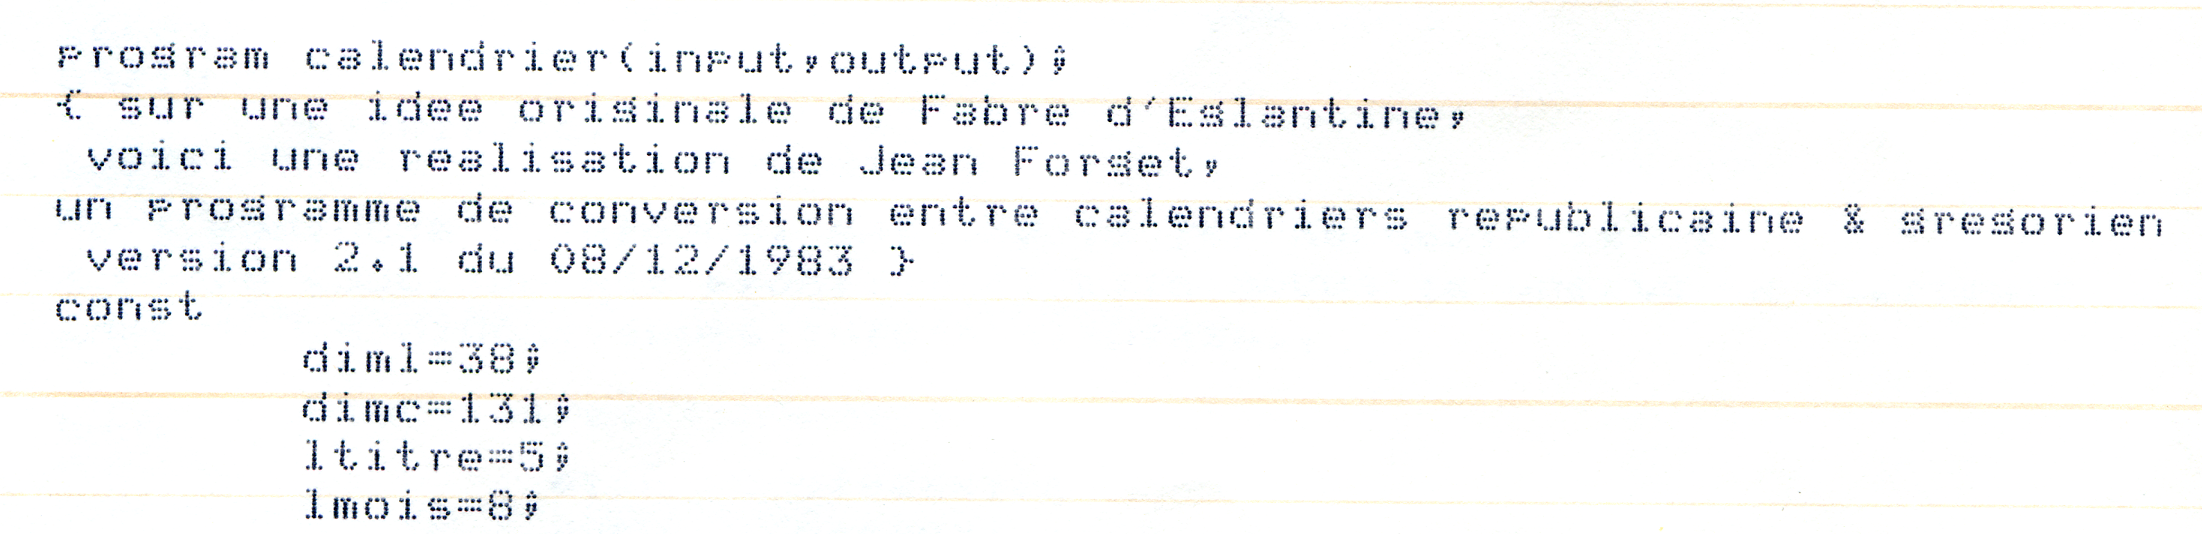 program calendrier(input,output);
{ sur une idee originale de Fabre d'Eglantine,
 voici une realisation de Jean Forget,
un programme de conversion entre calendriers republicaine & gregorien
 version 2.1 du 08/12/1983 }
const
        diml=38;
        dimc=131;
        ltitre=5;
        lmois=8;